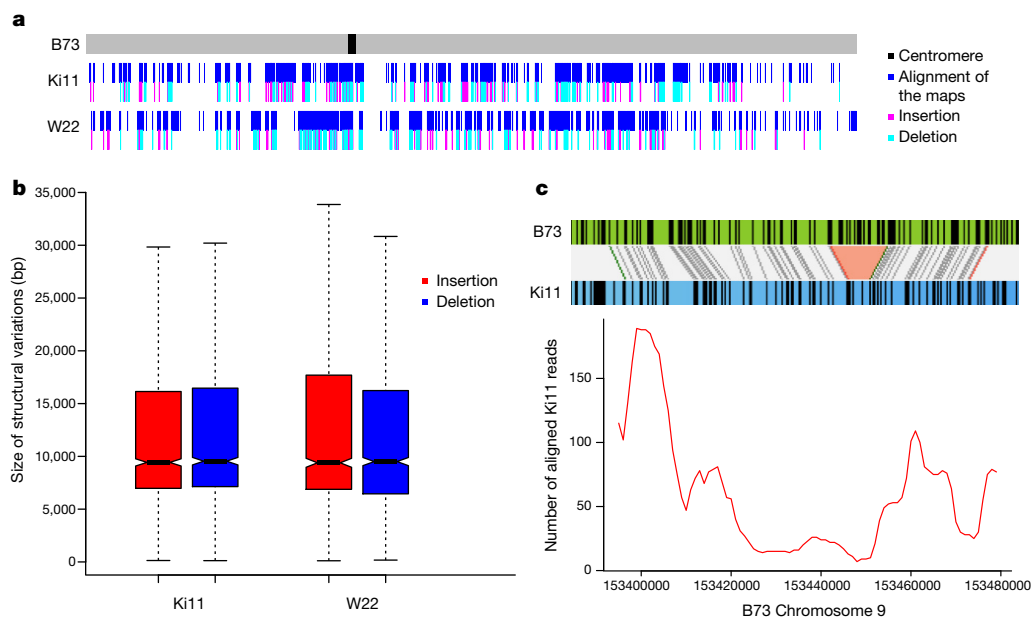 a
B73
Ki11
W22
Centromere
Alignment of
the maps
Insertion
Deletion
b
Size of structural variations (bp)
35,000
30,000
25,000
20,000
15,000
10,000
5,000
0
Insertion
Deletion
Ki11
W22
c
B73
Ki11
Number of aligned Ki11 reads
150
100
50
0
153400000
153420000
153440000
153460000
153480000
B73 Chromosome 9